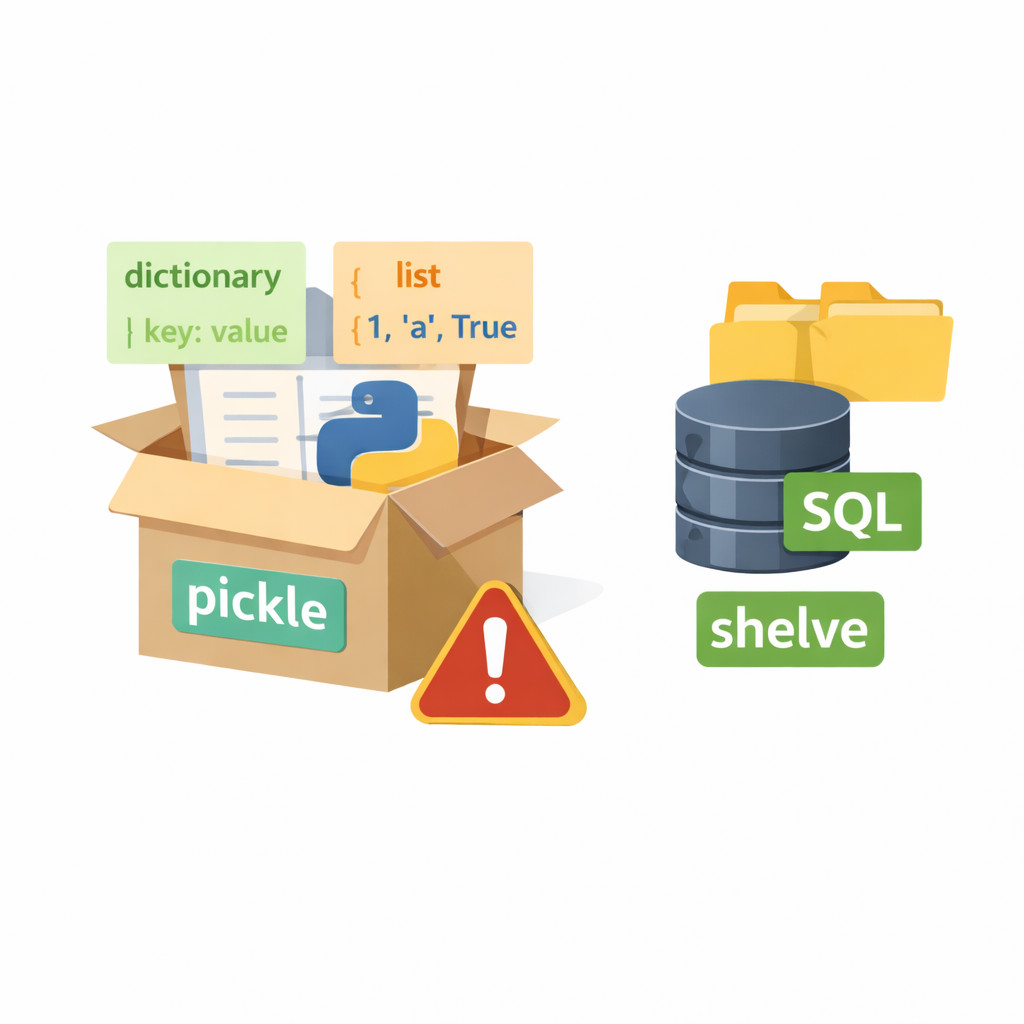 dictionary
} key: value
{ list
{ 1, 'a', True
pickle
!
SQL
shelve